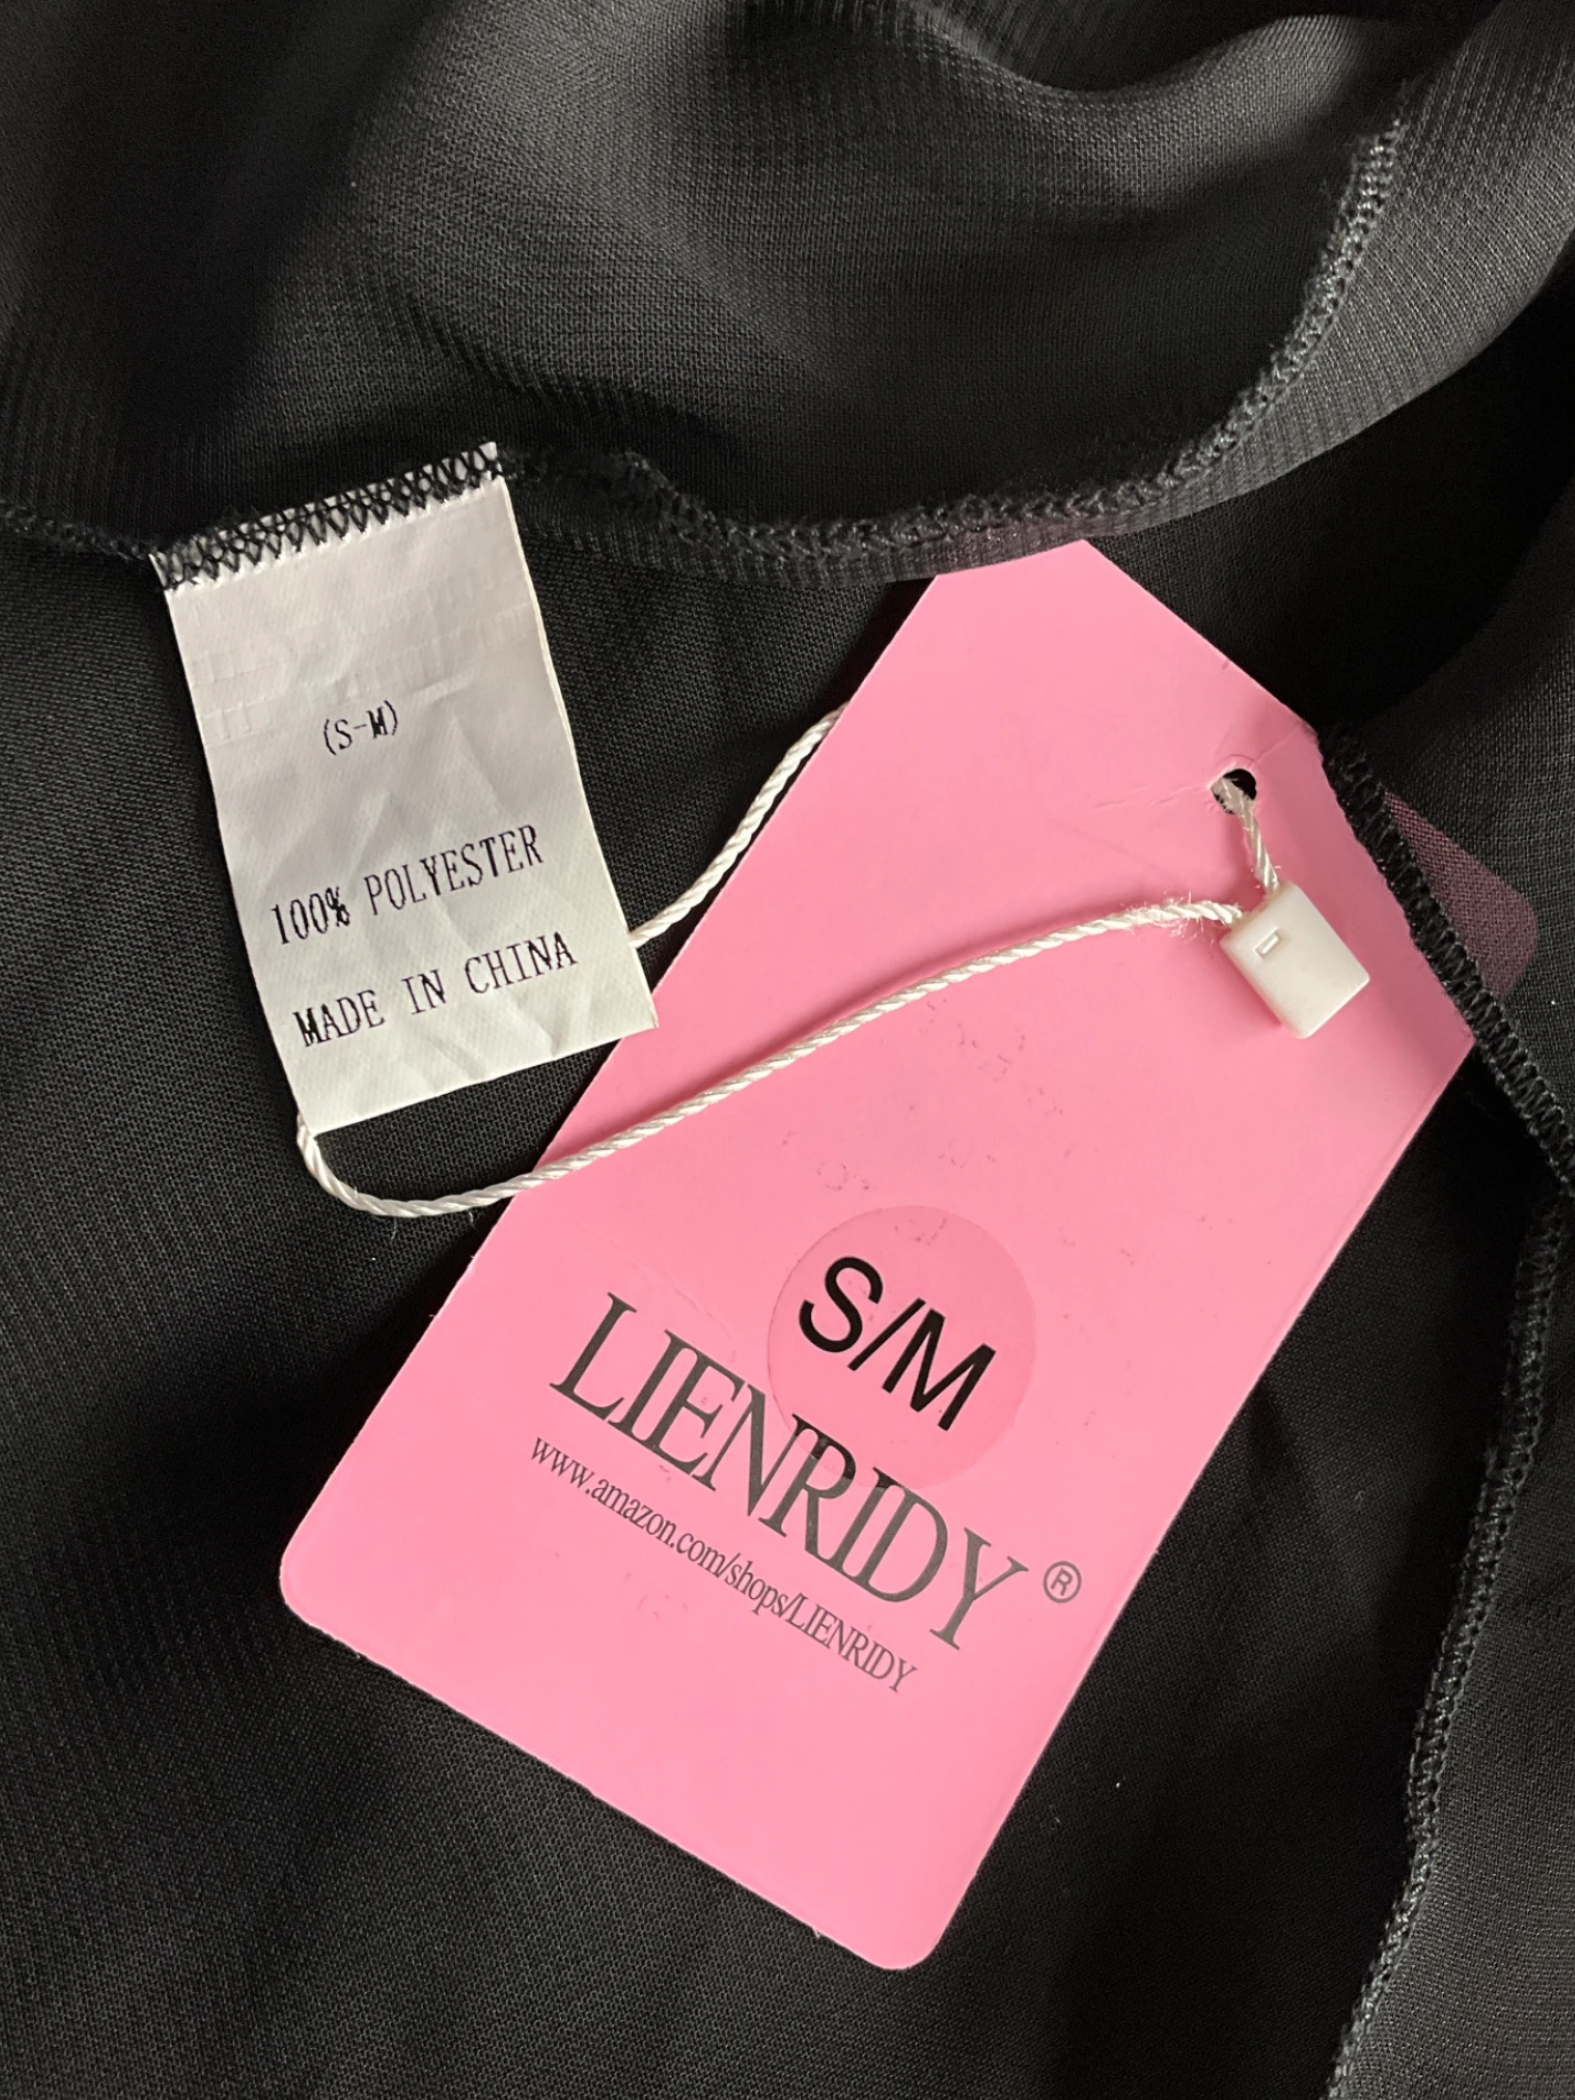 (S-M)
100% POLYESTER
MADE IN CHINA
S/M
LIENRIDY®
www.amazon.com/shops/LIENRIDY